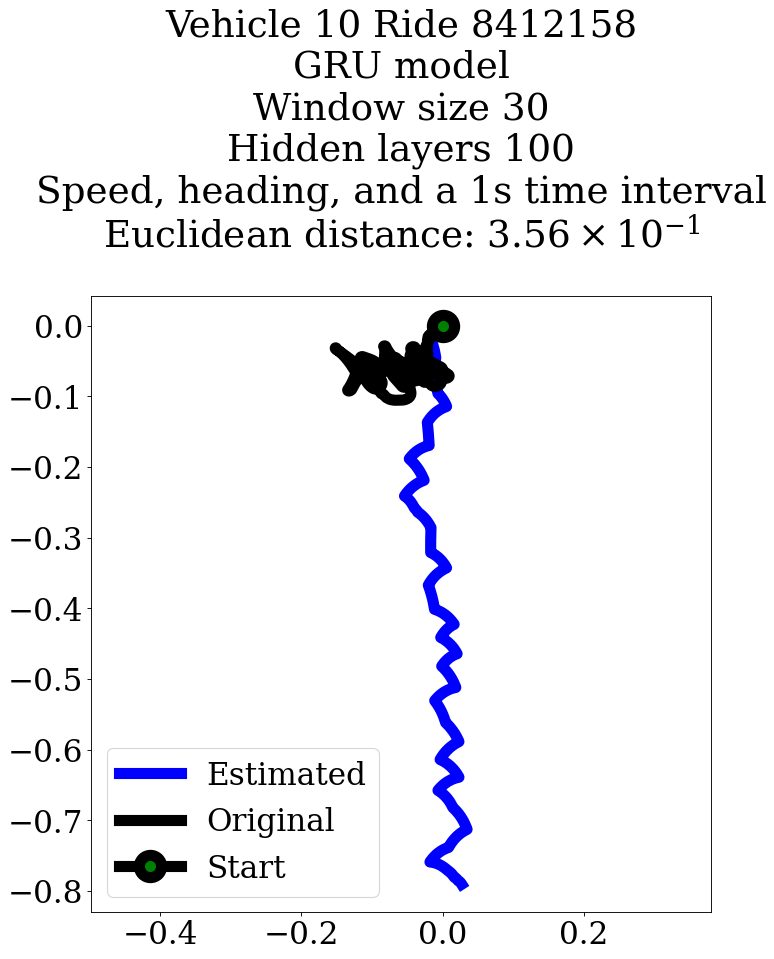 Vehicle 10 Ride 8412158
GRU model
Window size 30
Hidden layers 100
Speed, heading, and a 1s time interval
Euclidean distance: 3.56 × 10⁻¹
0.0
−0.1
−0.2
−0.3
−0.4
−0.5
−0.6
−0.7
−0.8
Estimated
Original
Start
−0.4
−0.2
0.0
0.2